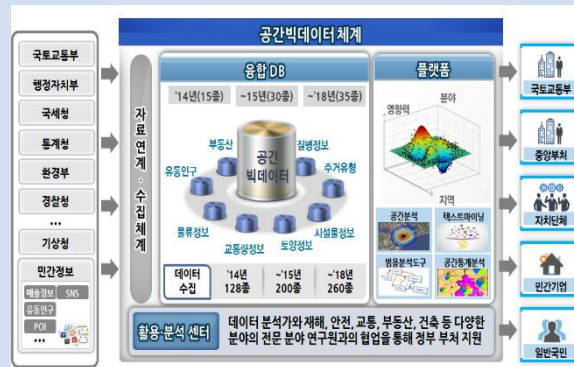 공간빅데이터 체계
국토교통부
행정자치부
국세청
통계청
환경부
경찰청
...
기상청
민간정보
매출정보
SNS
유동인구
POI
...
자료연계·수집체계
융합 DB
'14년(15종)
~15년(30종)
~'18년(35종)
공간
빅데이터
부동산
질병정보
유동인구
주거유형
물류정보
시설물정보
교통량정보
토양정보
데이터
수집
'14년
128종
~'15년
200종
~'18년
260종
플랫폼
영향력
분야
지역
공간분석
텍스트마이닝
범용분석도구
공간통계분석
활용·분석 센터
데이터 분석가와 재해, 안전, 교통, 부동산, 건축 등 다양한
분야의 전문 분야 연구원과의 협업을 통해 정부 부처 지원
국토교통부
중앙부처
자치단체
민간기업
일반국민